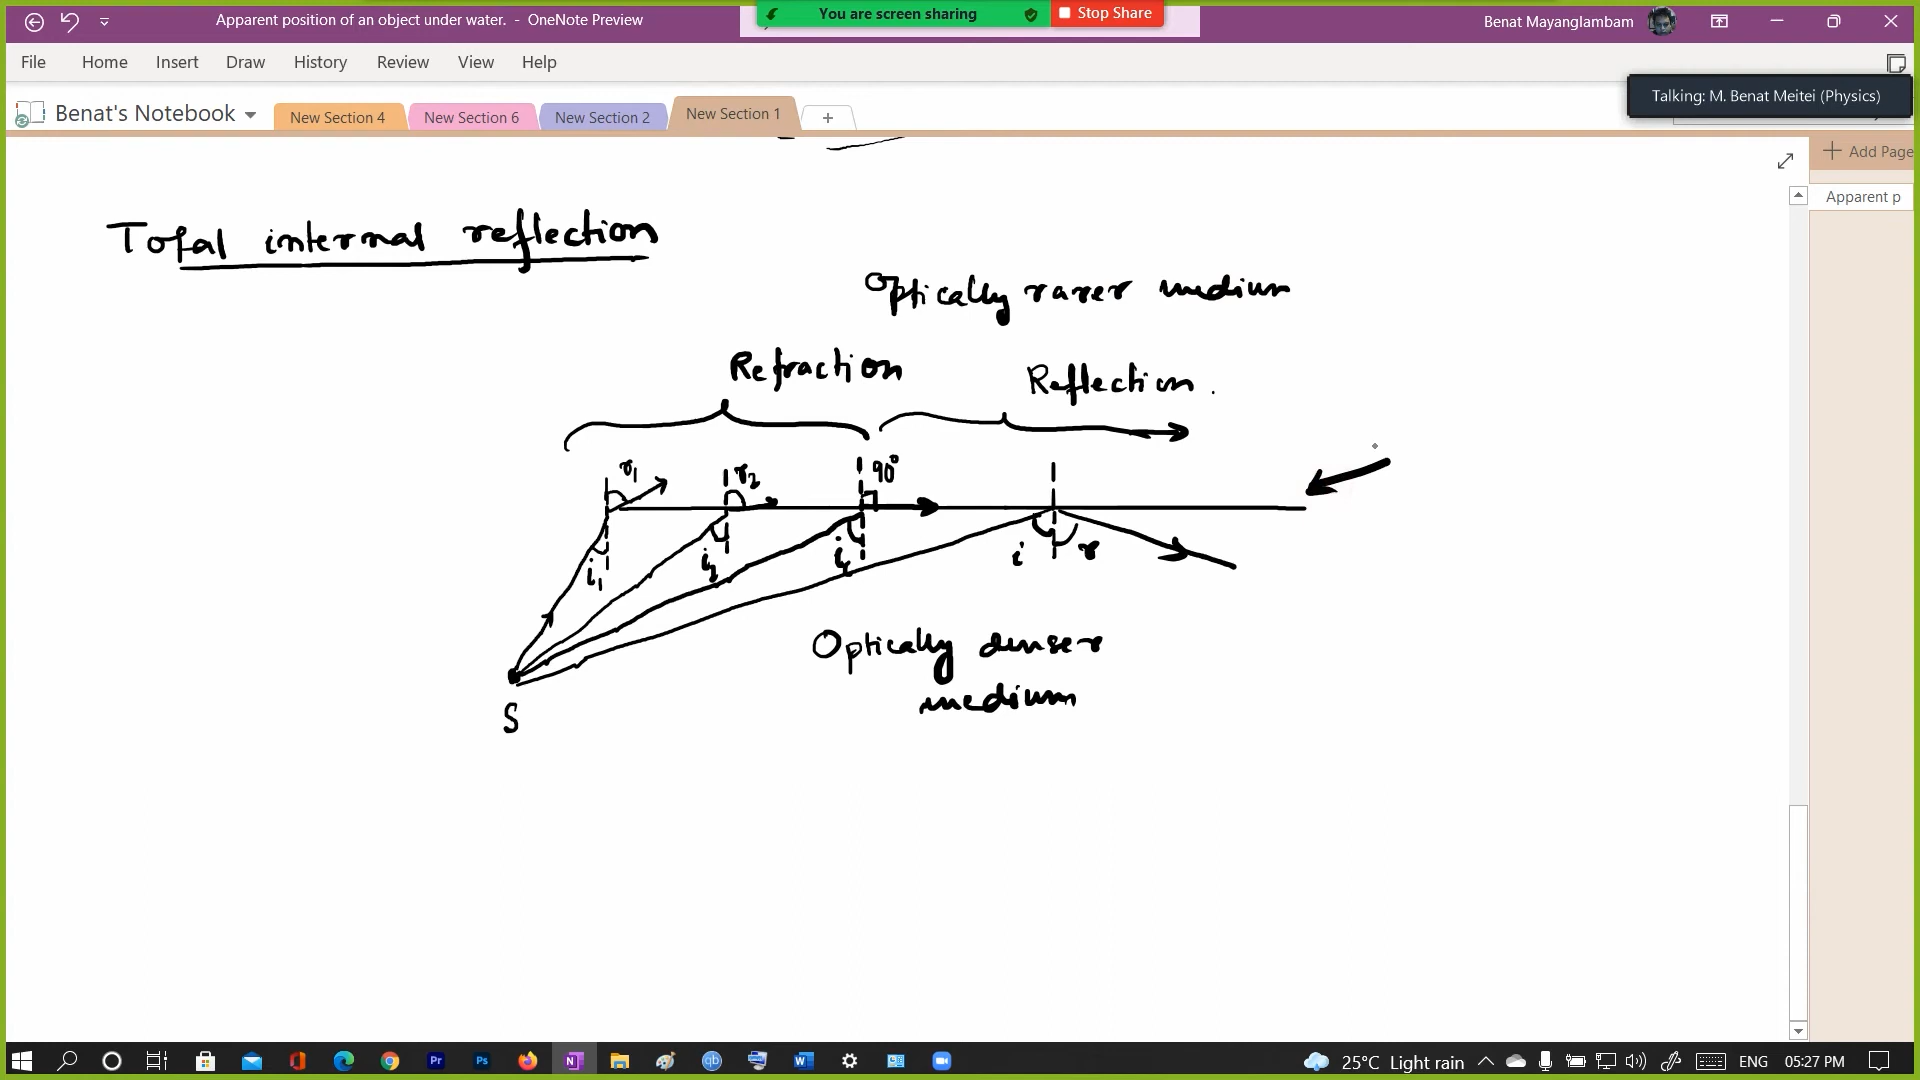 Apparent position of an object under water. - OneNote Preview
You are screen sharing
Stop Share
Benat Mayanglambam
File Home Insert Draw History Review View Help
Talking: M. Benat Meitei (Physics)
Benat's Notebook
New Section 4
New Section 6
New Section 2
New Section 1
+
Add Page
Apparent p
Total internal reflection
Optically rarer medium
Refraction
Reflection.
r1 r2 90°
i1 i2 ic i r
Optically denser
medium
S
25°C Light rain
ENG
05:27 PM